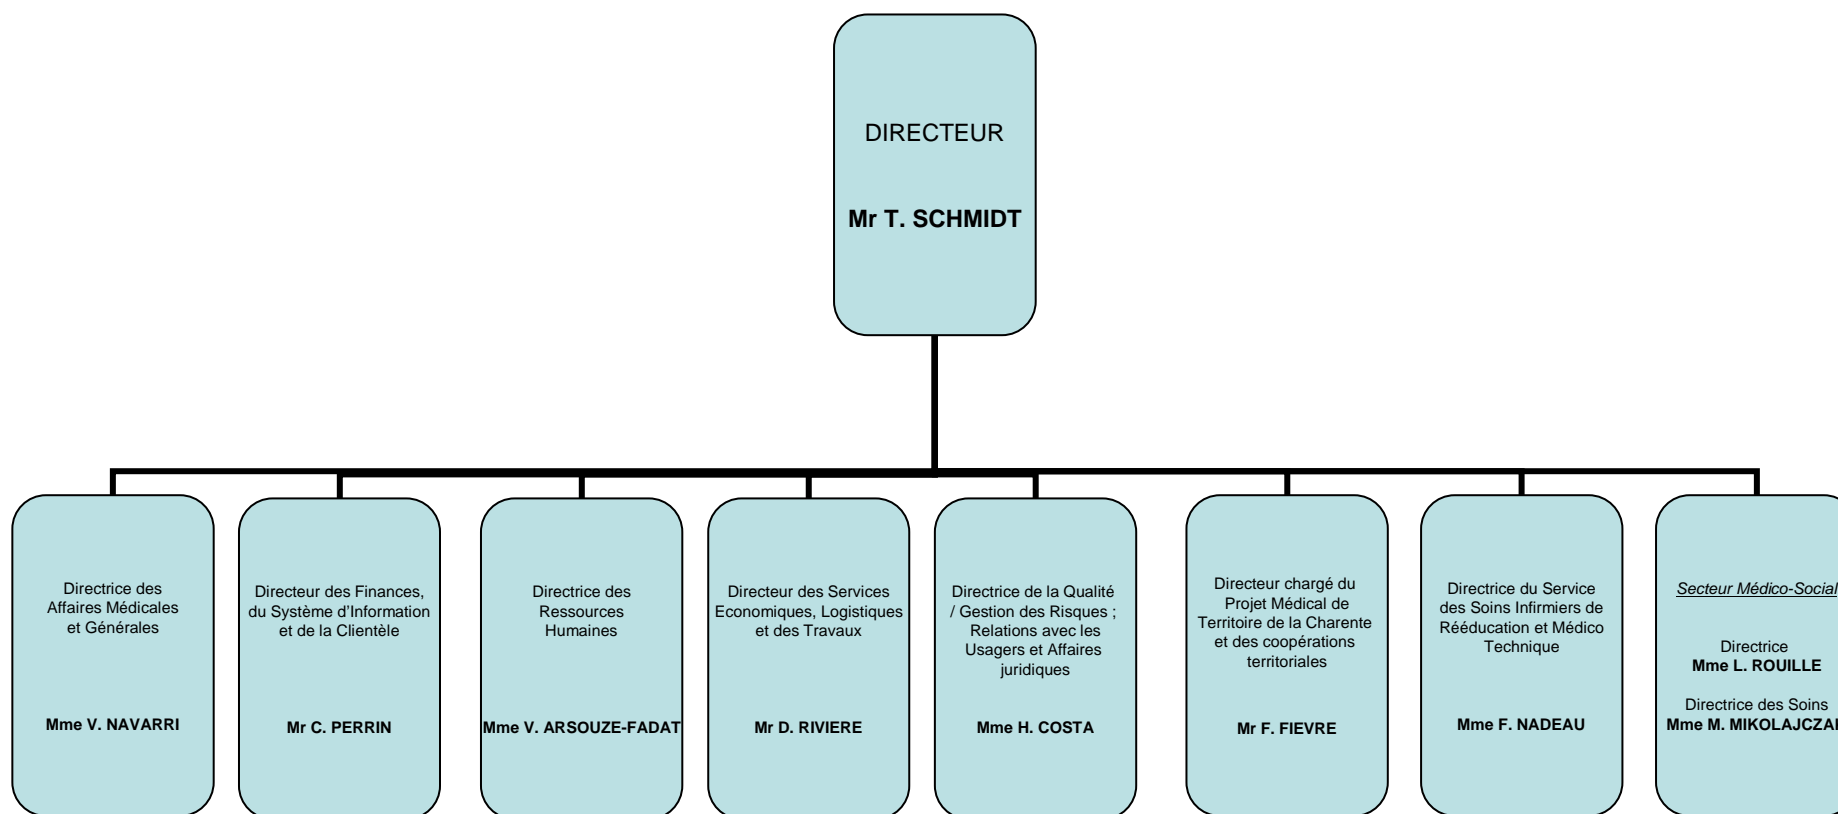 DIRECTEUR
Mr T. SCHMIDT
Directrice des
Affaires Médicales
et Générales
Mme V. NAVARRI
Directeur des Finances,
du Système d’Information
et de la Clientèle
Mr C. PERRIN
Directrice des
Ressources
Humaines
Mme V. ARSOUZE-FADAT
Directeur des Services
Economiques, Logistiques
et des Travaux
Mr D. RIVIERE
Directrice de la Qualité
/ Gestion des Risques ;
Relations avec les
Usagers et Affaires
juridiques
Mme H. COSTA
Directeur chargé du
Projet Médical de
Territoire de la Charente
et des coopérations
territoriales
Mr F. FIEVRE
Directrice du Service
des Soins Infirmiers de
Rééducation et Médico
Technique
Mme F. NADEAU
Secteur Médico-Social
Directrice
Mme L. ROUILLE
Directrice des Soins
Mme M.